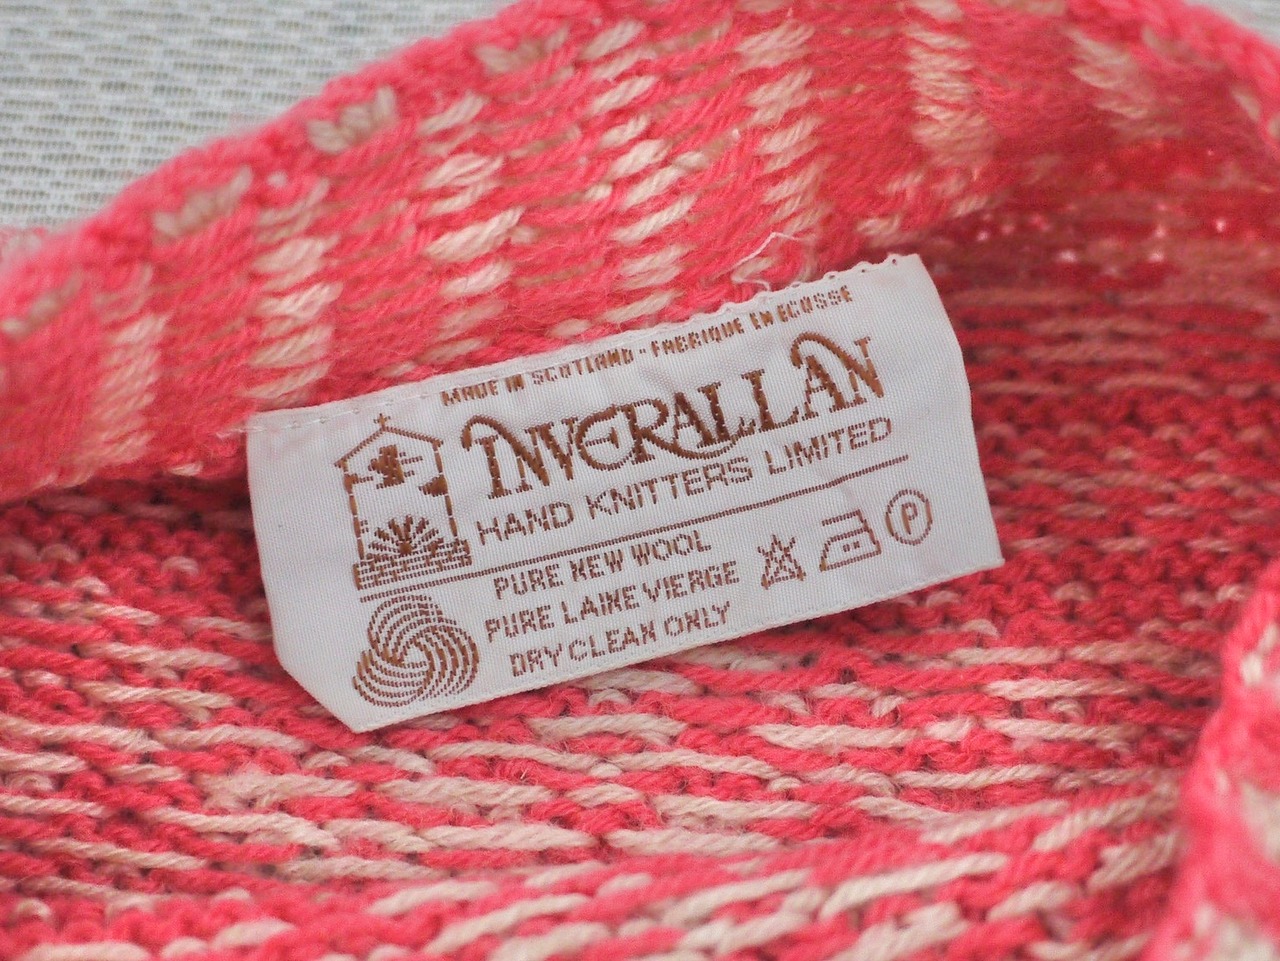 MADE IN SCOTLAND - FABRIQUE EN ECOSSE
INVERALLAN
HAND KNITTERS LIMITED
PURE NEW WOOL
PURE LAINE VIERGE
DRY CLEAN ONLY
P